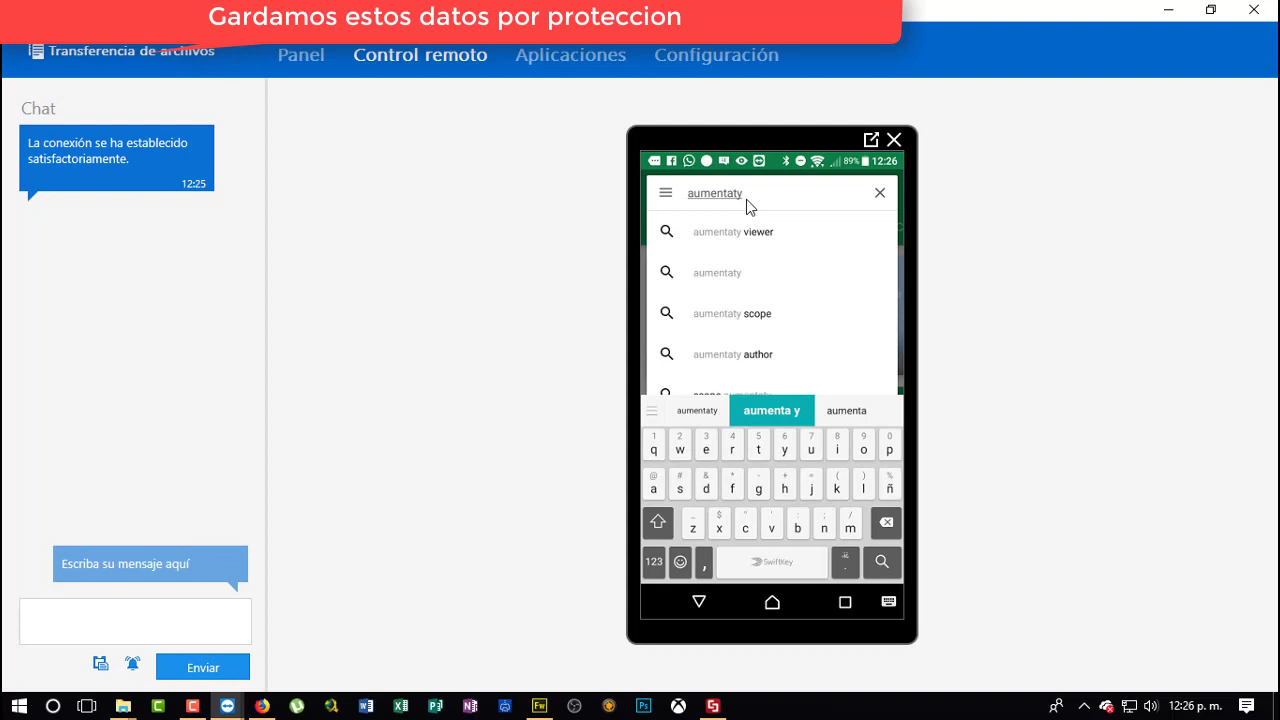 Gardamos estos datos por proteccion
Transferencia de archivos
Panel
Control remoto
Aplicaciones
Configuración
Chat
La conexión se ha establecido
satisfactoriamente.
12:25
89% 12:26
aumentaty
aumentaty viewer
aumentaty
aumentaty scope
aumentaty author
scope aumentaty
aumentaty
aumenta y
aumenta
1 2 3 4 5 6 7 8 9 0
q w e r t y u i o p
@ # & * - + = ( ) %
a s d f g h j k l ñ
_ $ " ' : ; /
z x c v b n m
123 , SwiftKey .
Escriba su mensaje aquí
Enviar
12:26 p. m.